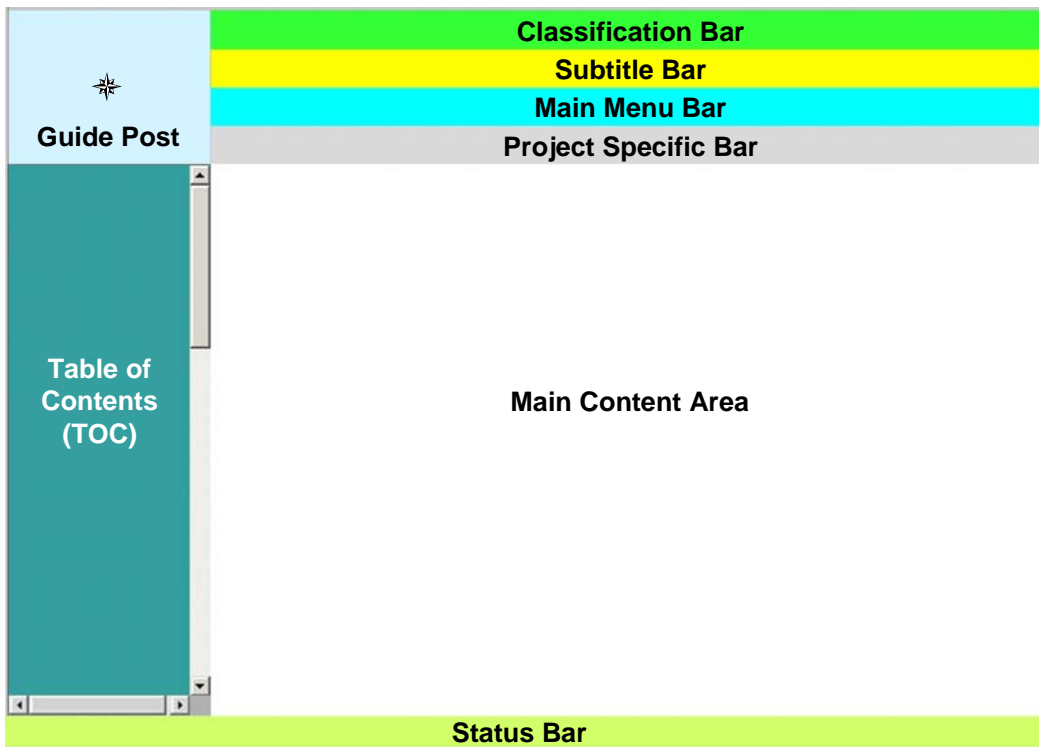 Classification Bar
Subtitle Bar
Main Menu Bar
Guide Post
Project Specific Bar
Table of
Contents
(TOC)
Main Content Area
Status Bar